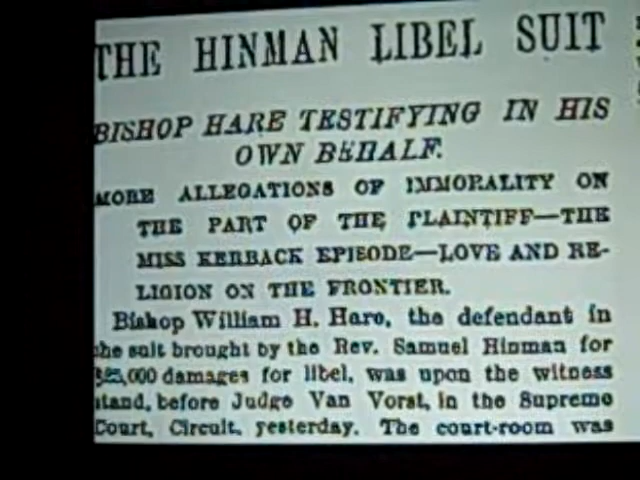 THE HINMAN LIBEL SUIT
BISHOP HARE TESTIFYING IN HIS
OWN BEHALF.
MORE ALLEGATIONS OF IMMORALITY ON
THE PART OF THE PLAINTIFF—THE
MISS KERBACK EPISODE—LOVE AND RE-
LIGION ON THE FRONTIER.
Bishop William H. Hare, the defendant in
the suit brought by the Rev. Samuel Hinman for
,000 damages for libel, was upon the witness
stand, before Judge Van Vorst, in the Supreme
Court, Circuit, yesterday. The court-room was